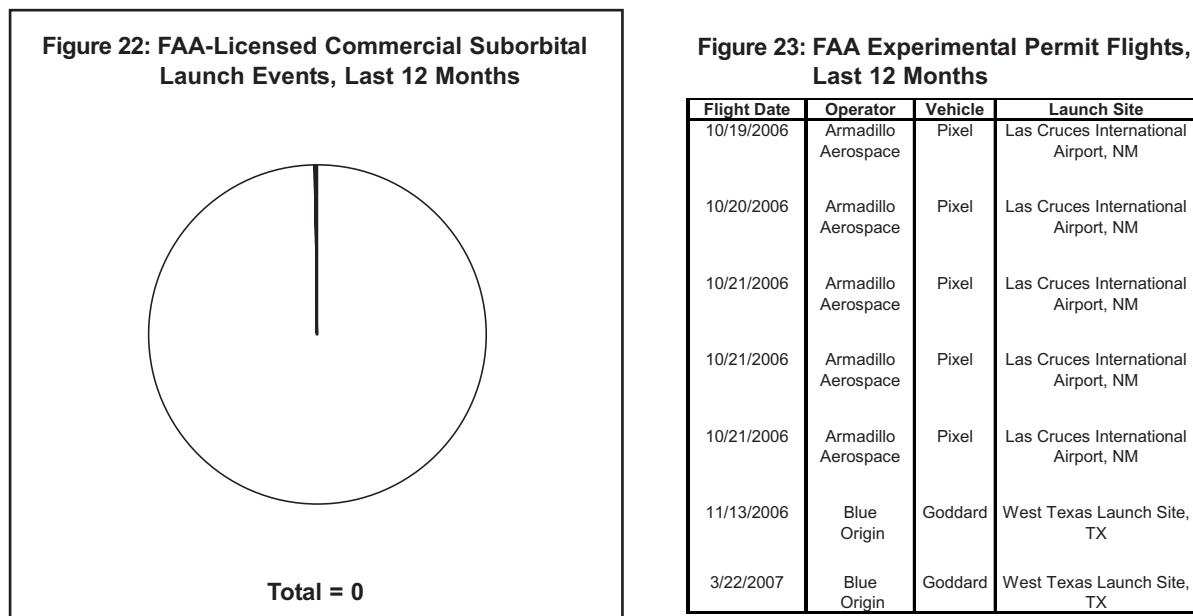 Figure 22: FAA-Licensed Commercial Suborbital
Launch Events, Last 12 Months
Total = 0
Figure 23: FAA Experimental Permit Flights,
Last 12 Months
Flight Date Operator Vehicle Launch Site
10/19/2006 Armadillo Pixel Las Cruces International
Aerospace Airport, NM
10/20/2006 Armadillo Pixel Las Cruces International
Aerospace Airport, NM
10/21/2006 Armadillo Pixel Las Cruces International
Aerospace Airport, NM
10/21/2006 Armadillo Pixel Las Cruces International
Aerospace Airport, NM
10/21/2006 Armadillo Pixel Las Cruces International
Aerospace Airport, NM
11/13/2006 Blue Goddard West Texas Launch Site,
Origin TX
3/22/2007 Blue Goddard West Texas Launch Site,
Origin TX